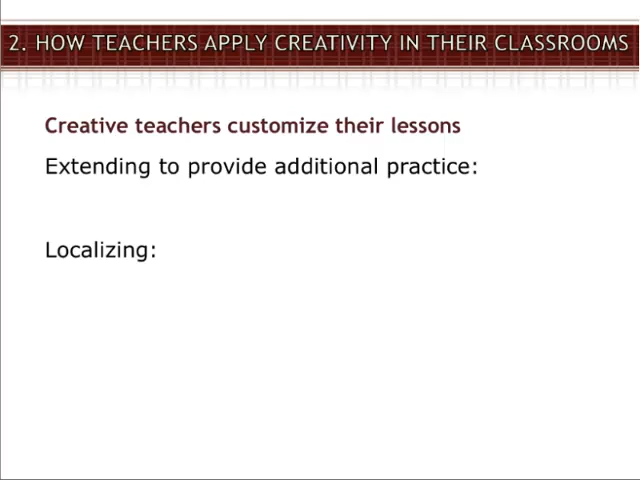 2. HOW TEACHERS APPLY CREATIVITY IN THEIR CLASSROOMS
Creative teachers customize their lessons
Extending to provide additional practice:
Localizing: